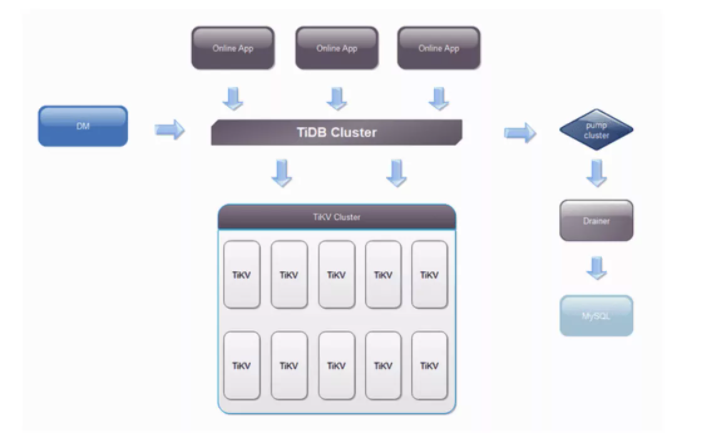 Online App
Online App
Online App
DM
TiDB Cluster
pump
cluster
TiKV Cluster
Drainer
TiKV
TiKV
TiKV
TiKV
TiKV
MySQL
TiKV
TiKV
TiKV
TiKV
TiKV